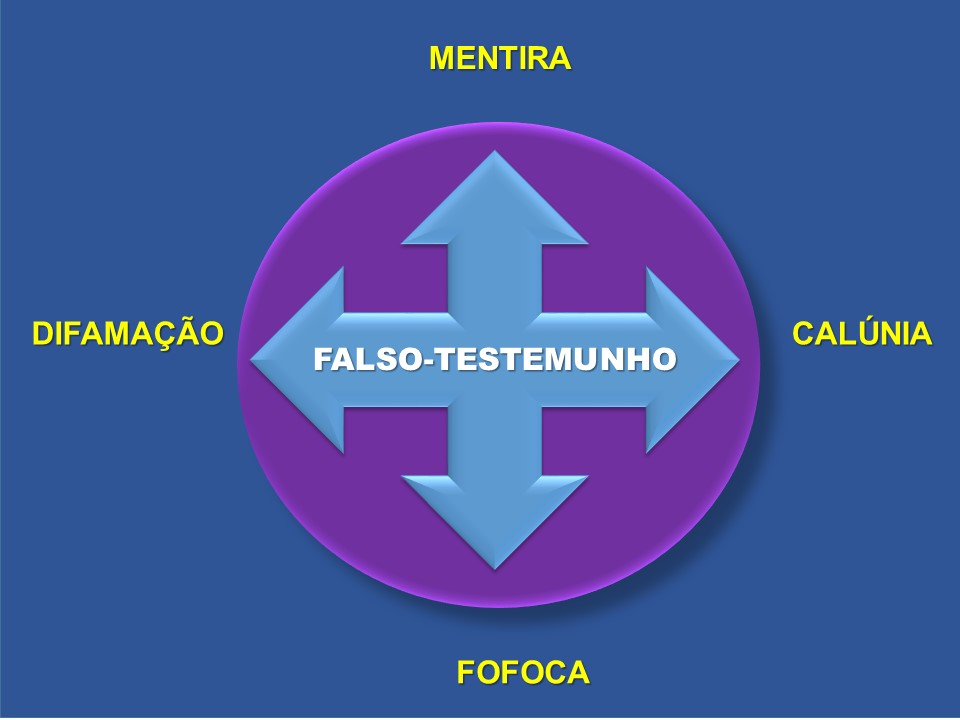 MENTIRA
DIFAMAÇÃO
CALÚNIA
FALSO-TESTEMUNHO
FOFOCA